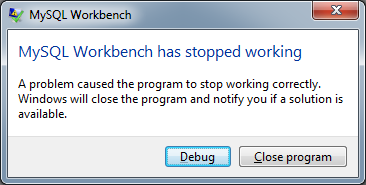 MySQL Workbench
MySQL Workbench has stopped working
A problem caused the program to stop working correctly.
Windows will close the program and notify you if a solution is
available.
Debug
Close program